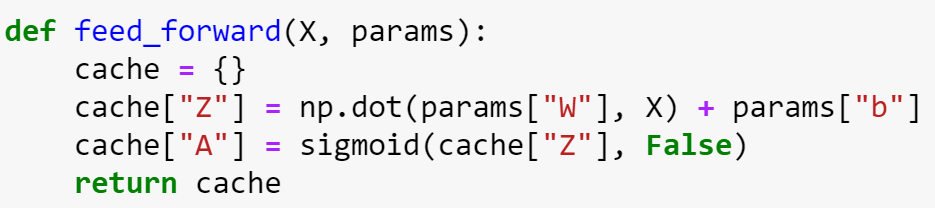 def feed_forward(X, params):
    cache = {}
    cache["Z"] = np.dot(params["W"], X) + params["b"]
    cache["A"] = sigmoid(cache["Z"], False)
    return cache